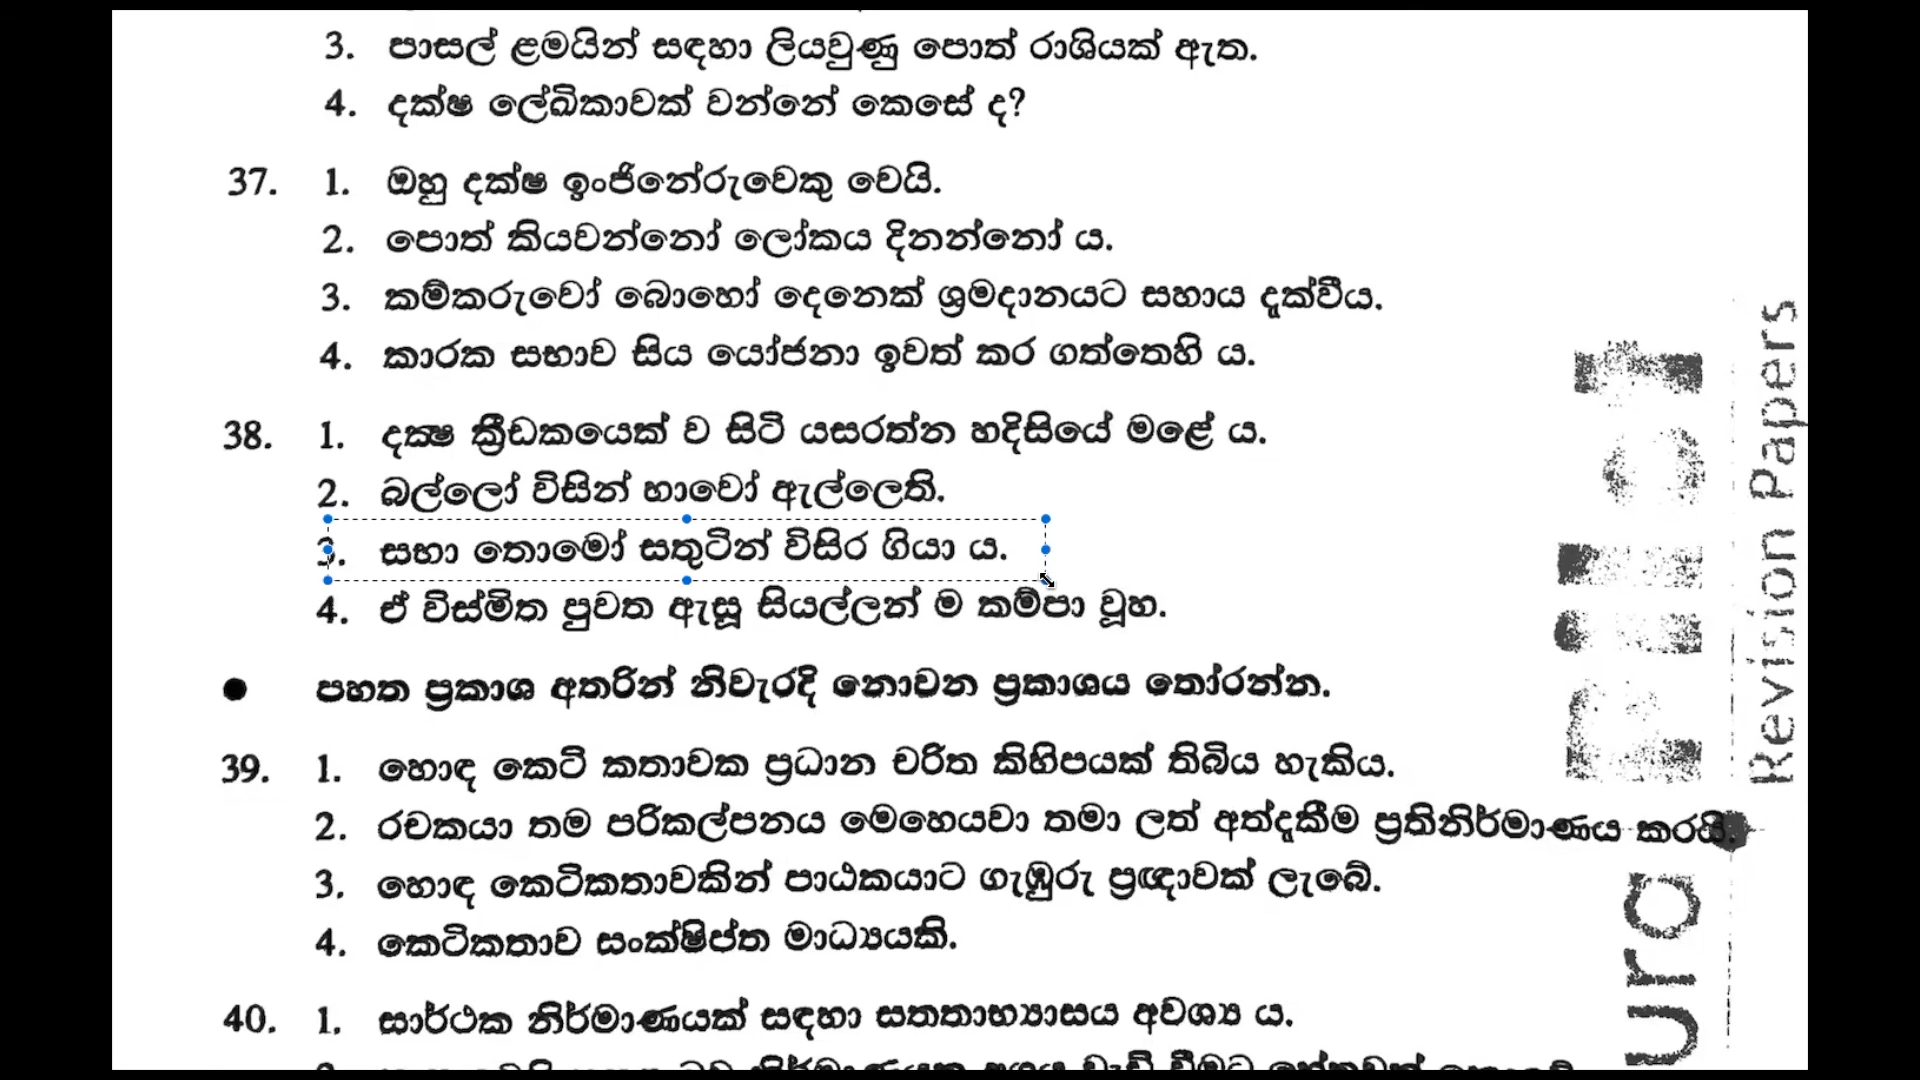 3. පාසල් ළමයින් සඳහා ලියවුණු පොත් රාශියක් ඇත.
4. දක්ෂ ලේඛිකාවක් වන්නේ කෙසේ ද?
37. 1. ඔහු දක්ෂ ඉංජිනේරුවෙකු වෙයි.
2. පොත් කියවන්නෝ ලෝකය දිනන්නෝ ය.
3. කම්කරුවෝ බොහෝ දෙනෙක් ශ්‍රමදානයට සහාය දැක්වීය.
4. කාරක සභාව සිය යෝජනා ඉවත් කර ගත්තෙහි ය.
38. 1. දක්‍ෂ ක්‍රීඩකයෙක් ව සිටි යසරත්න හදිසියේ මළේ ය.
2. බල්ලෝ විසින් හාවෝ ඇල්ලෙති.
3. සභා තොමෝ සතුටින් විසිර ගියා ය.
4. ඒ විස්මිත පුවත ඇසූ සියල්ලන් ම කම්පා වූහ.
● පහත ප්‍රකාශ අතරින් නිවැරදි නොවන ප්‍රකාශය තෝරන්න.
39. 1. හොඳ කෙටි කතාවක ප්‍රධාන චරිත කිහිපයක් තිබිය හැකිය.
2. රචකයා තම පරිකල්පනය මෙහෙයවා තමා ලත් අත්දැකීම ප්‍රතිනිර්මාණය කරයි.
3. හොඳ කෙටිකතාවකින් පාඨකයාට ගැඹුරු ප්‍රඥාවක් ලැබේ.
4. කෙටිකතාව සංක්ෂිප්ත මාධ්‍යයකි.
40. 1. සාර්ථක නිර්මාණයක් සඳහා සතතාභ්‍යාසය අවශ්‍ය ය.
Revision Papers